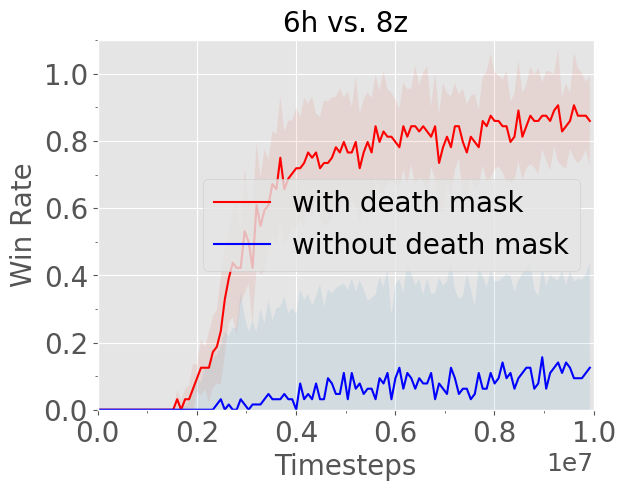 6h vs. 8z
Win Rate
1.0
0.8
0.6
0.4
0.2
0.0
with death mask
without death mask
0.0 0.2 0.4 0.6 0.8 1.0
Timesteps
1e7